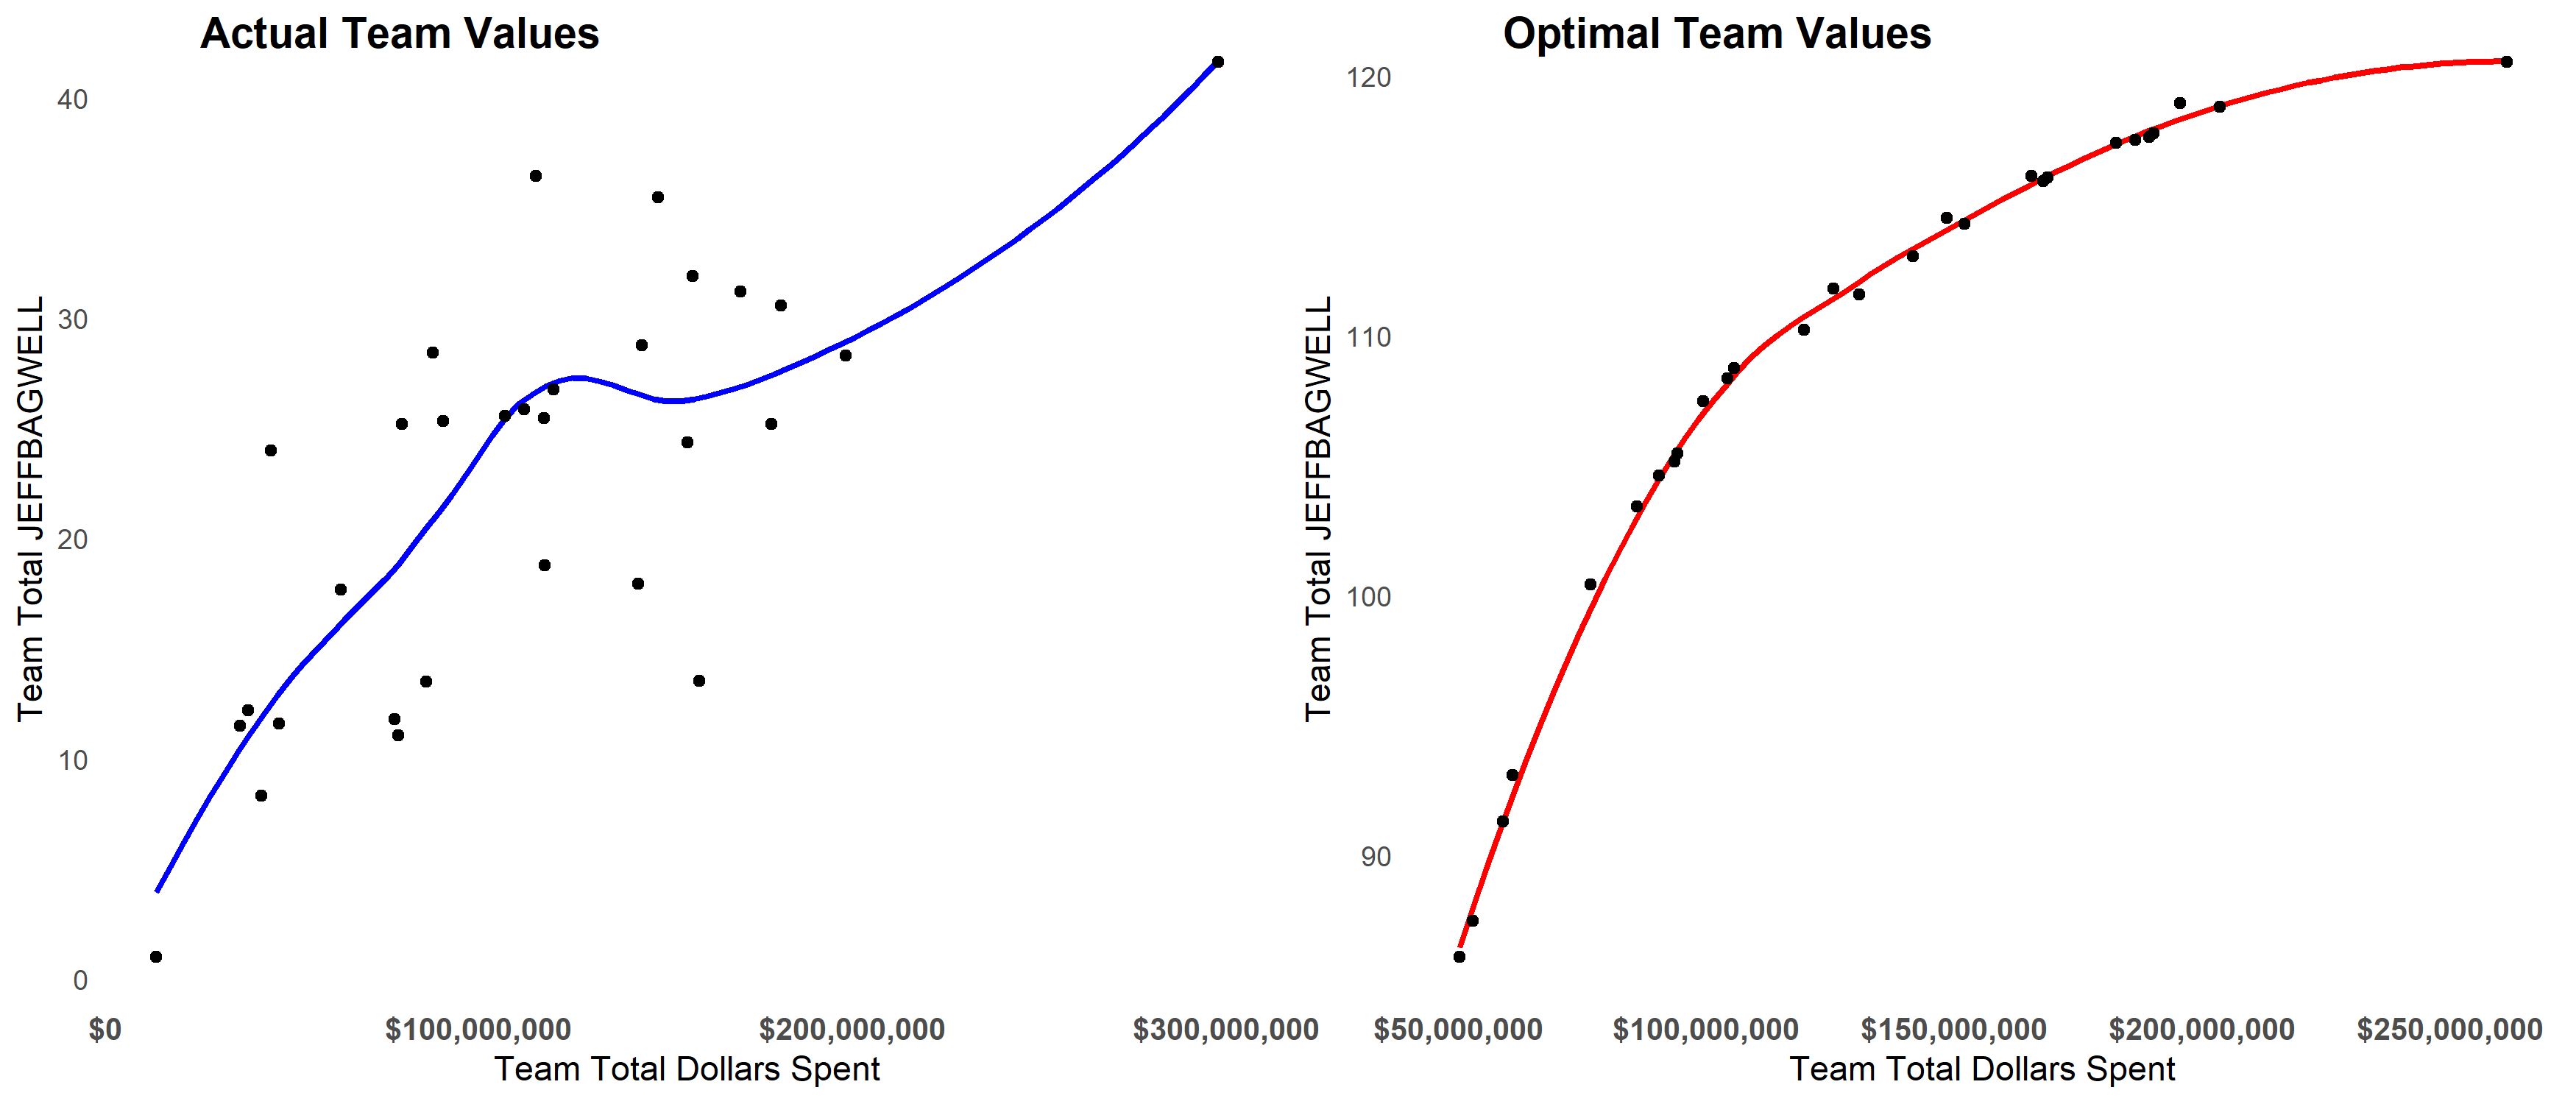 Actual Team Values
Team Total JEFFBAGWELL
40
30
20
10
0
$0 $100,000,000 $200,000,000 $300,000,000
Team Total Dollars Spent
Optimal Team Values
Team Total JEFFBAGWELL
120
110
100
90
$50,000,000 $100,000,000 $150,000,000 $200,000,000 $250,000,000
Team Total Dollars Spent